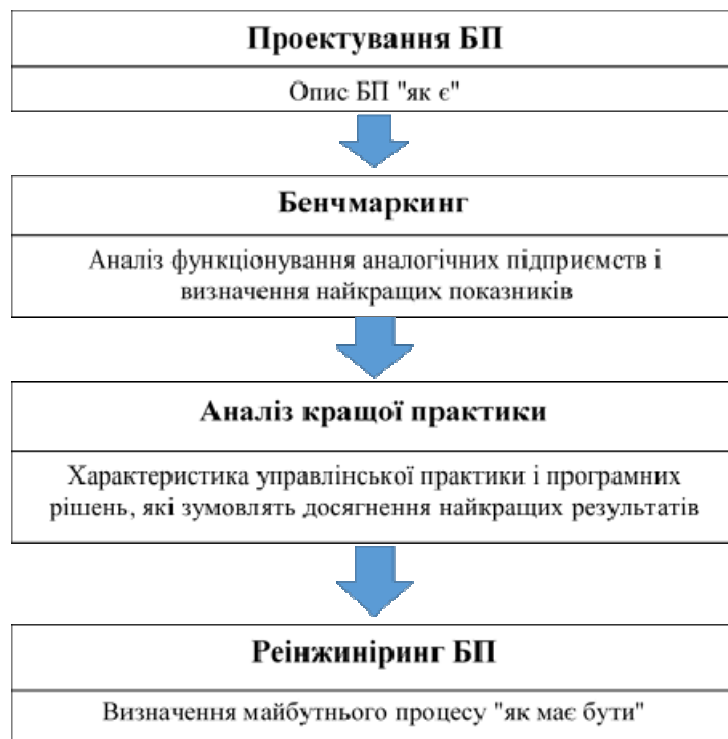 Проектування БП
Опис БП "як є"
Бенчмаркинг
Аналіз функціонування аналогічних підприємств і
визначення найкращих показників
Аналіз кращої практики
Характеристика управлінської практики і програмних
рішень, які зумовлять досягнення найкращих результатів
Реінжиніринг БП
Визначення майбутнього процесу "як має бути"